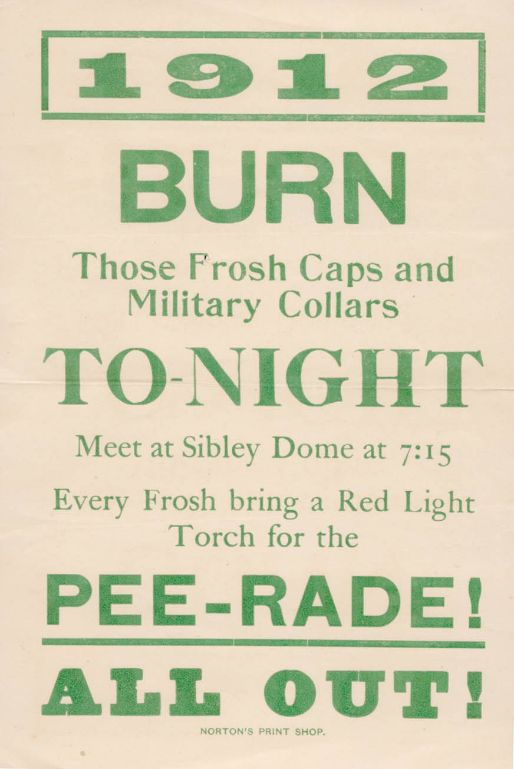 1912
BURN
Those Frosh Caps and
Military Collars
TO-NIGHT
Meet at Sibley Dome at 7:15
Every Frosh bring a Red Light
Torch for the
PEE-RADE!
ALL OUT!
NORTON'S PRINT SHOP.